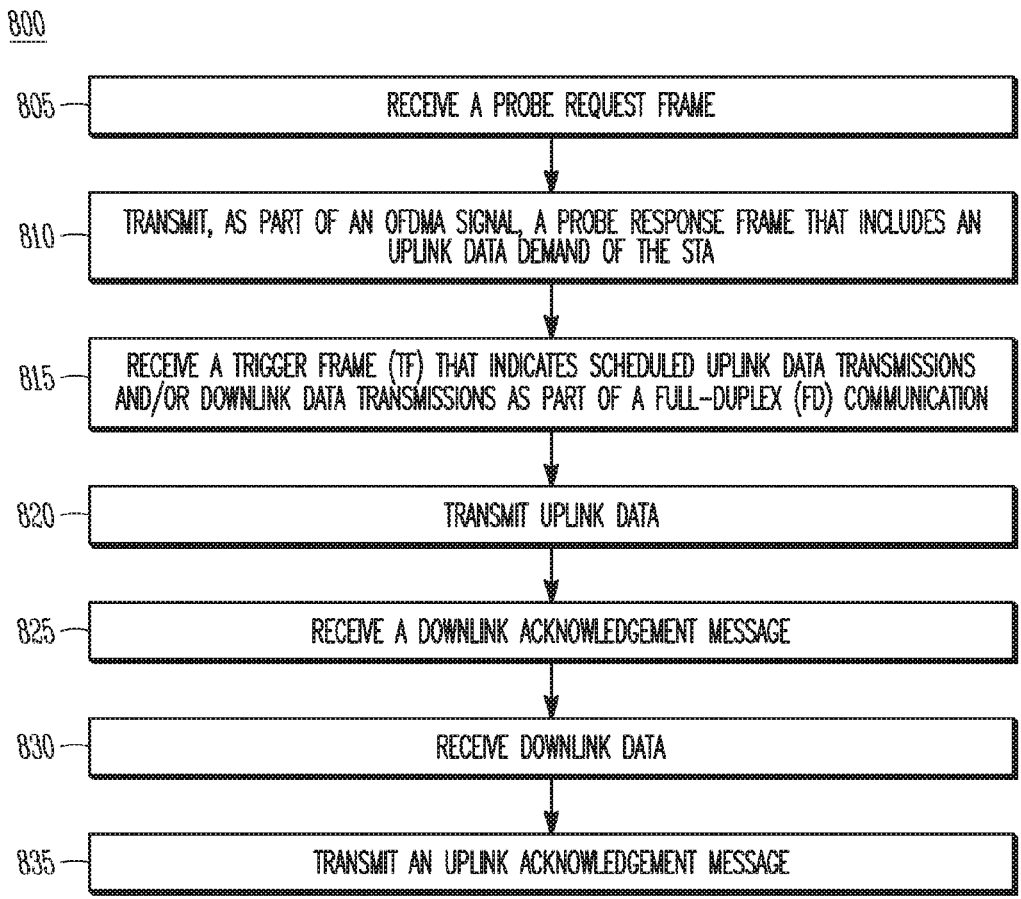 800
805
RECEIVE A PROBE REQUEST FRAME
810
TRANSMIT, AS PART OF AN OFDMA SIGNAL, A PROBE RESPONSE FRAME THAT INCLUDES AN
UPLINK DATA DEMAND OF THE STA
815
RECEIVE A TRIGGER FRAME (TF) THAT INDICATES SCHEDULED UPLINK DATA TRANSMISSIONS
AND/OR DOWNLINK DATA TRANSMISSIONS AS PART OF A FULL-DUPLEX (FD) COMMUNICATION
820
TRANSMIT UPLINK DATA
825
RECEIVE A DOWNLINK ACKNOWLEDGEMENT MESSAGE
830
RECEIVE DOWNLINK DATA
835
TRANSMIT AN UPLINK ACKNOWLEDGEMENT MESSAGE